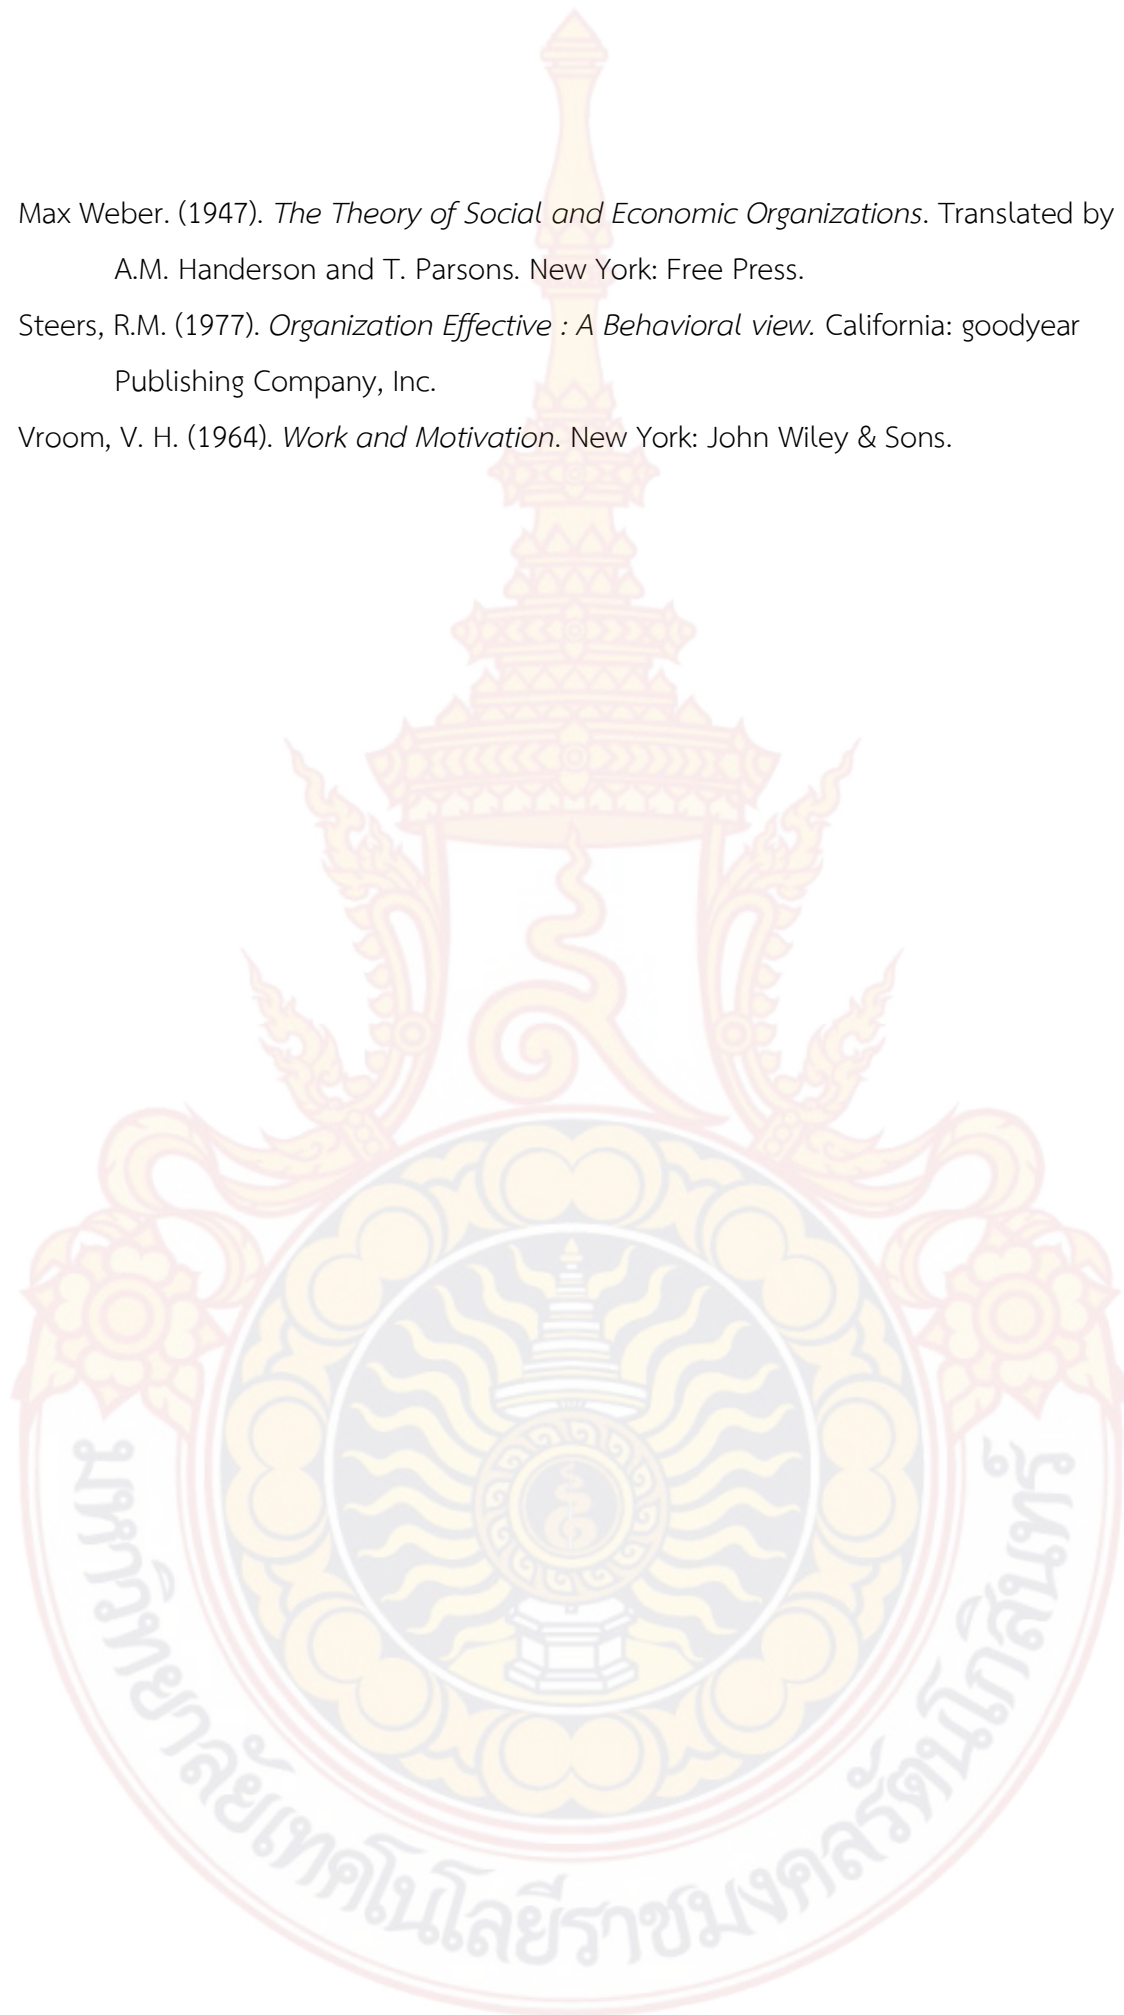 Max Weber. (1947). The Theory of Social and Economic Organizations. Translated by
A.M. Handerson and T. Parsons. New York: Free Press.
Steers, R.M. (1977). Organization Effective : A Behavioral view. California: goodyear
Publishing Company, Inc.
Vroom, V. H. (1964). Work and Motivation. New York: John Wiley & Sons.
มหาวิทยาลัยเทคโนโลยีราชมงคลรัตนโกสินทร์